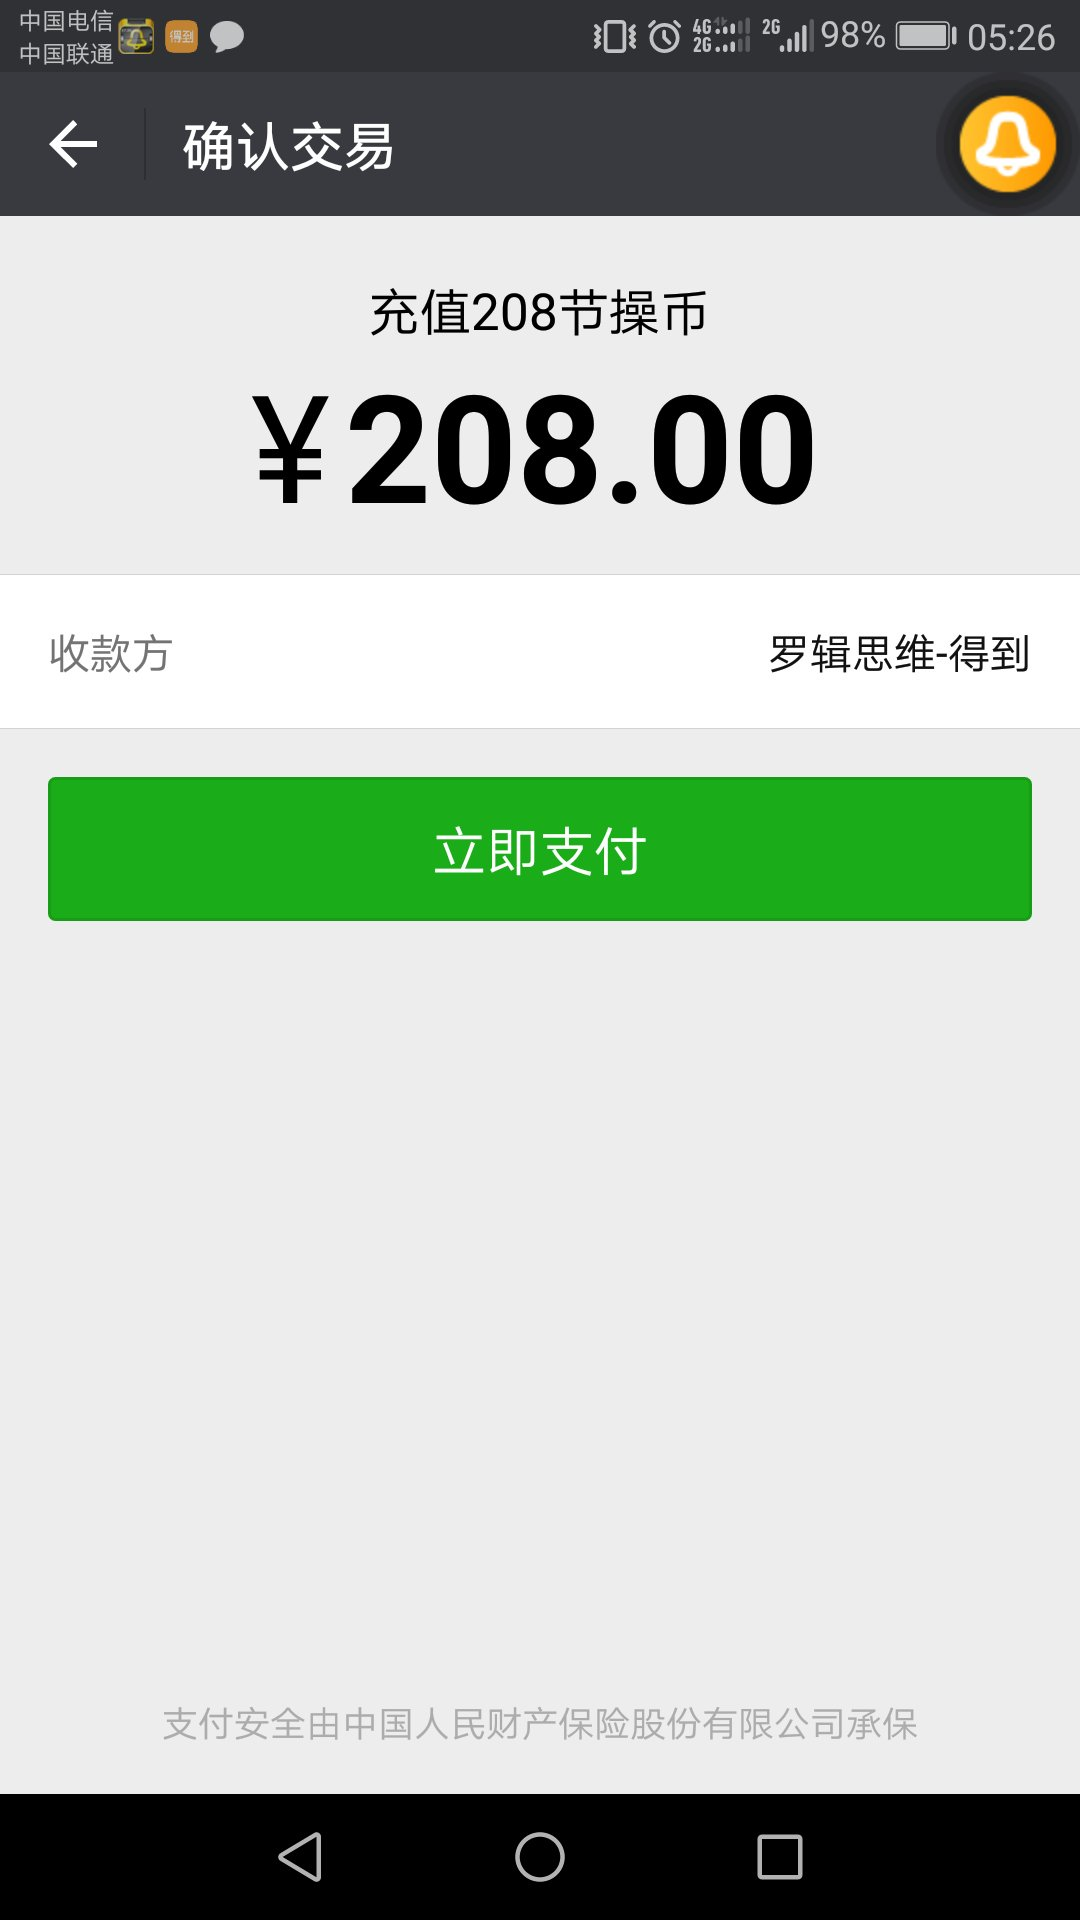 中国电信
中国联通
得到
4G
2G
2G
98%
05:26
确认交易
充值208节操币
¥208.00
收款方
罗辑思维-得到
立即支付
支付安全由中国人民财产保险股份有限公司承保